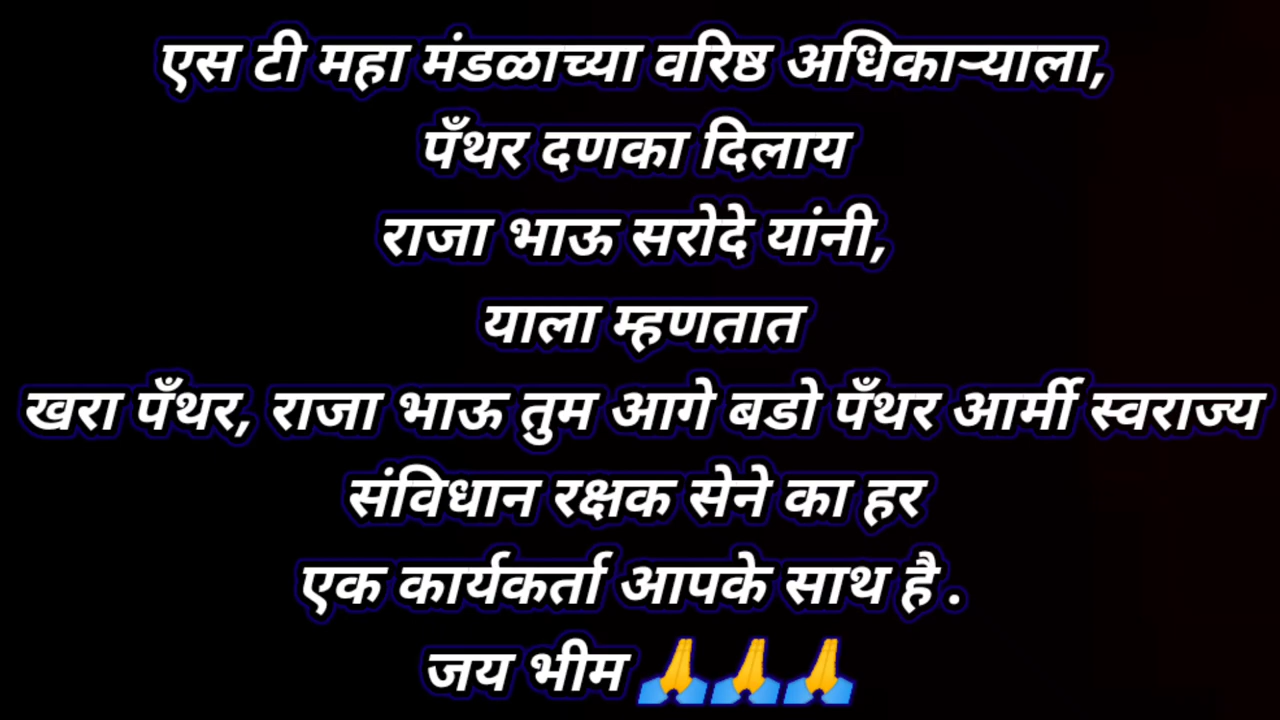 एस टी महा मंडळाच्या वरिष्ठ अधिकाऱ्याला,
पँथर दणका दिलाय
राजा भाऊ सरोदे यांनी,
याला म्हणतात
खरा पँथर, राजा भाऊ तुम आगे बडो पँथर आर्मी स्वराज्य
संविधान रक्षक सेने का हर
एक कार्यकर्ता आपके साथ है .
जय भीम 🙏🙏🙏